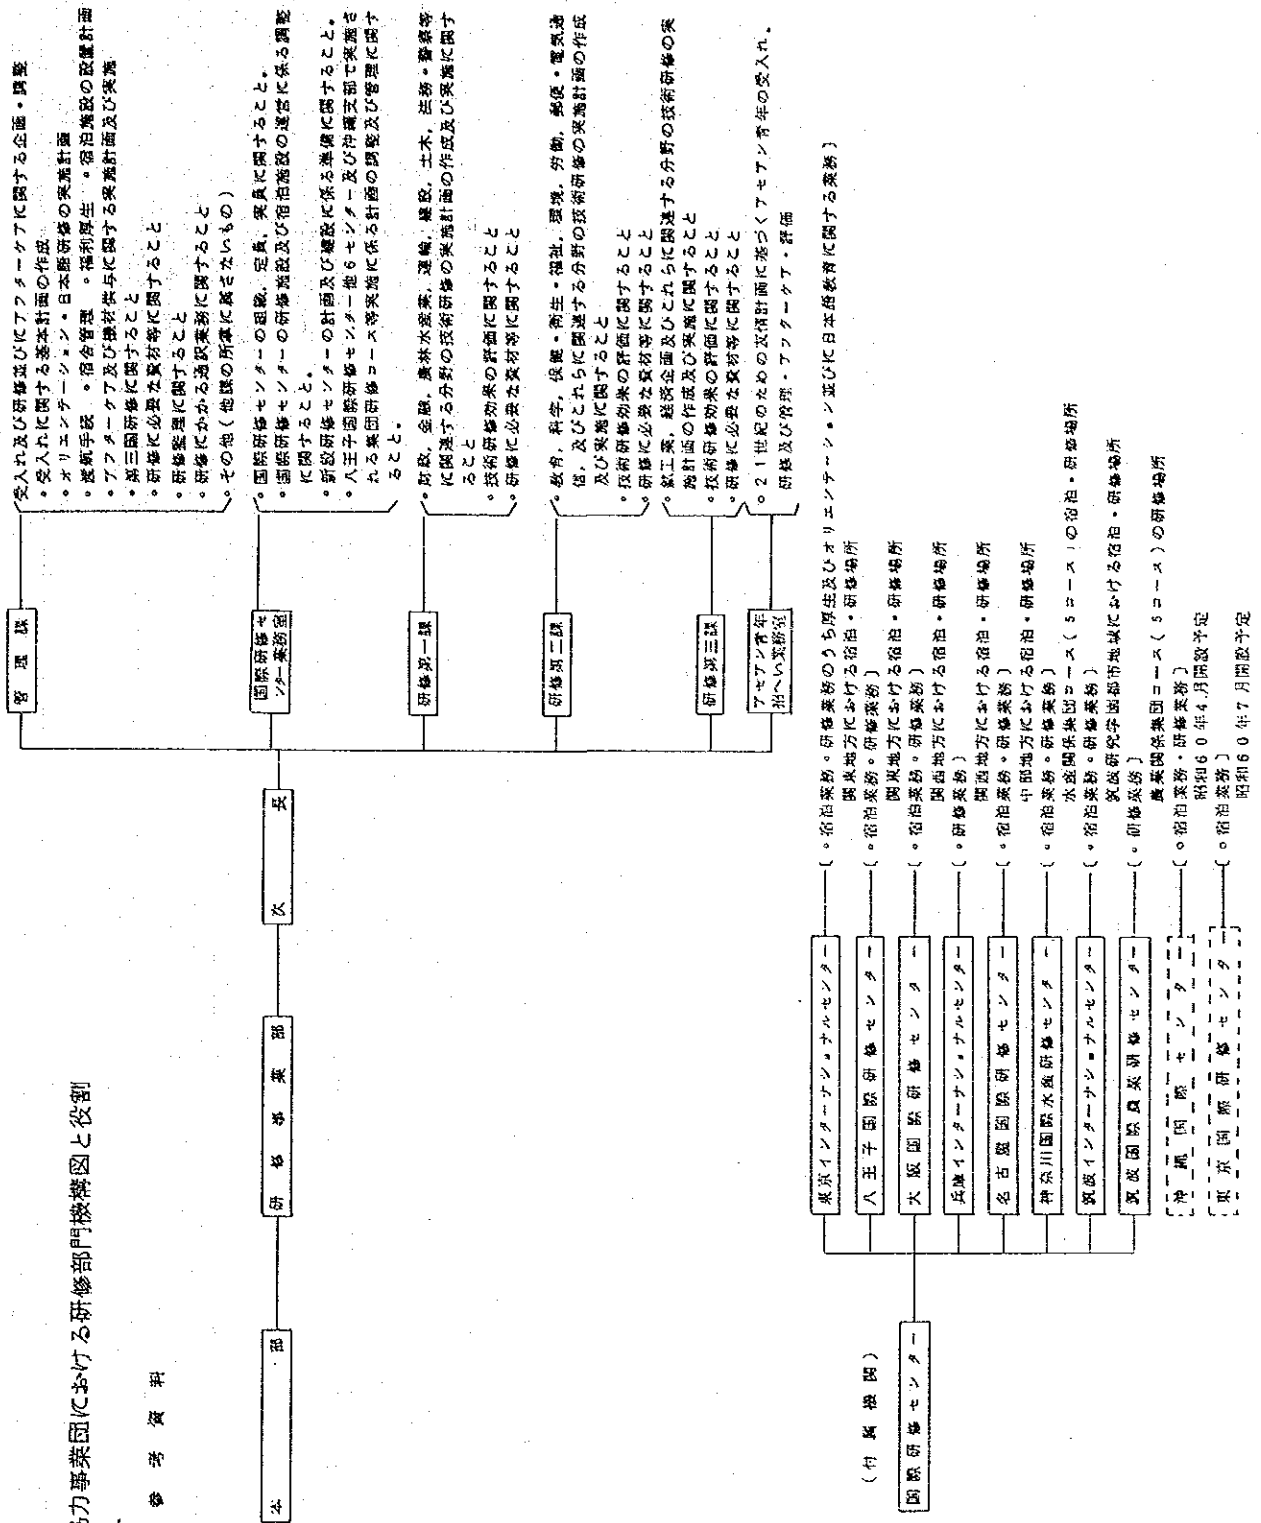 力事業団における研修部門機構図と役割
参考資料
本部
研修事業部
次長
管理課
受入れ及び研修並びにアフターケアに関する企画・調整
・受入れに関する基本計画の作成
・オリエンテーション・日本語研修の実施計画
・渡航手続 ・宿舎管理 ・福利厚生 ・宿泊施設の設置計画
・アフターケア及び機材供与に関する実施計画及び実施
・第三国研修に関すること
・研修に必要な資材等に関すること
・研修監理に関すること
・研修にかかる通訳業務に関すること
・その他(他課の所掌に属さないもの)
国際研修センター業務室
・国際研修センターの組織、定員、実員に関すること。
・国際研修センターの研修施設及び宿泊施設の運営に係る調整に関すること。
・新設研修センターの計画及び建設に係る準備に関すること。
・八王子国際研修センター他6センター及び沖縄支部で実施される集団研修コース等実施に係る計画の調整及び管理に関すること。
研修第一課
・財政,金融,農林水産業,運輸,建設,土木,法務・警察等に関連する分野の技術研修の実施計画の作成及び実施に関すること
・技術研修効果の評価に関すること
・研修に必要な資材等に関すること
研修第二課
・教育,科学,保健・衛生・福祉,環境,労働,郵便・電気通信,及びこれらに関連する分野の技術研修の実施計画の作成及び実施に関すること
・技術研修効果の評価に関すること
・研修に必要な資材等に関すること
研修第三課
・鉱工業,経済企画及びこれらに関連する分野の技術研修の実施計画の作成及び実施に関すること
・技術研修効果の評価に関すること
・研修に必要な資材等に関すること
アセアン青年招へい業務室
・21世紀のための友情計画に基づくアセアン青年の受入れ。
研修及び管理・アフターケア・評価
(付属機関)
国際研修センター
東京インターナショナルセンター
(。宿泊業務。研修業務のうち厚生及びオリエンテーション並びに日本語教育に関する業務)
関東地方における宿泊・研修場所
八王子国際研修センター
(。宿泊業務。研修業務)
関東地方における宿泊・研修場所
大阪国際研修センター
(。宿泊業務。研修業務)
関西地方における宿泊・研修場所
兵庫インターナショナルセンター
(。研修業務)
関西地方における宿泊・研修場所
名古屋国際研修センター
(。宿泊業務。研修業務)
中部地方における宿泊・研修場所
神奈川国際水産研修センター
(。宿泊業務。研修業務)
水産関係集団コース(5コース)の宿泊・研修場所
筑波インターナショナルセンター
(。宿泊業務。研修業務)
筑波研究学園都市地域における宿泊・研修場所
筑波国際農業研修センター
(。研修業務)
農業関係集団コース(5コース)の研修場所
沖縄国際センター
(。宿泊業務・研修業務)
昭和60年4月開設予定
東京国際研修センター
(。宿泊業務)
昭和60年7月開設予定